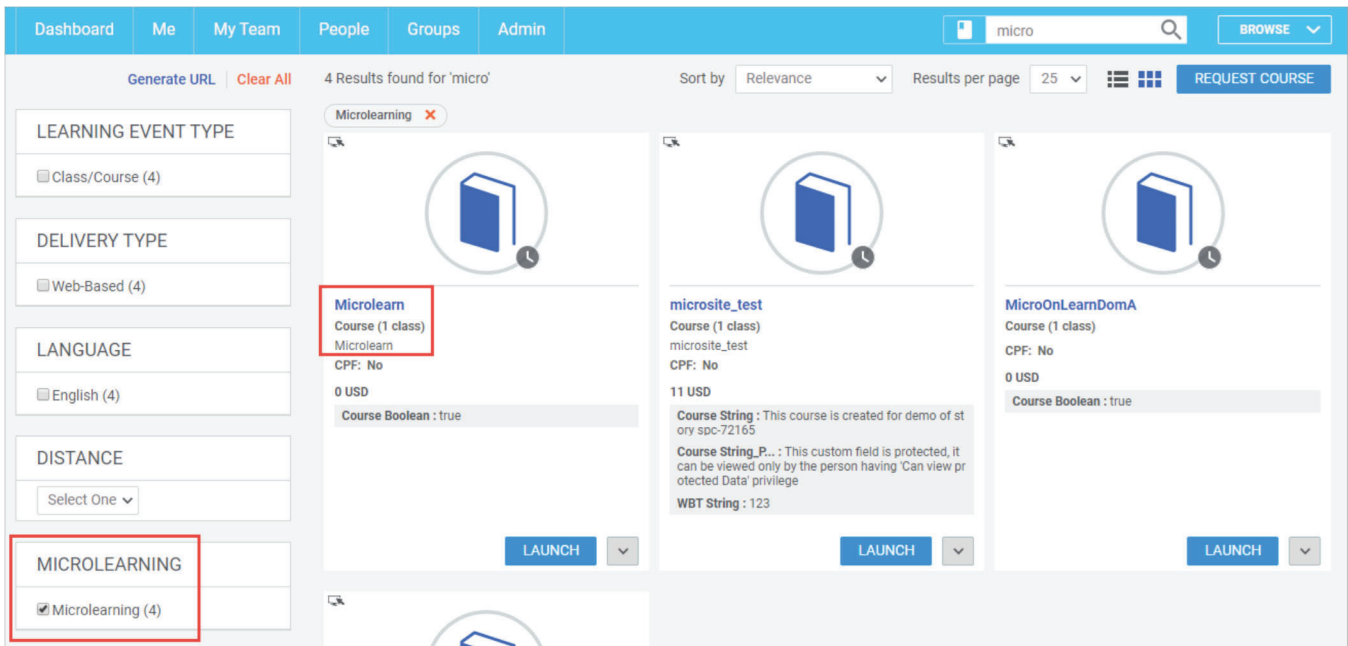 Dashboard Me My Team People Groups Admin micro BROWSE
Generate URL Clear All 4 Results found for 'micro' Sort by Relevance Results per page 25 REQUEST COURSE
Microlearning
LEARNING EVENT TYPE
Class/Course (4)
DELIVERY TYPE
Web-Based (4)
LANGUAGE
English (4)
DISTANCE
Select One
MICROLEARNING
Microlearning (4)
Microlearn
Course (1 class)
Microlearn
CPF: No
0 USD
Course Boolean : true
LAUNCH
microsite_test
Course (1 class)
microsite_test
CPF: No
11 USD
Course String : This course is created for demo of st
ory spc-72165
Course String_P... : This custom field is protected, it
can be viewed only by the person having 'Can view pr
otected Data' privilege
WBT String : 123
LAUNCH
MicroOnLearnDomA
Course (1 class)
CPF: No
0 USD
Course Boolean : true
LAUNCH